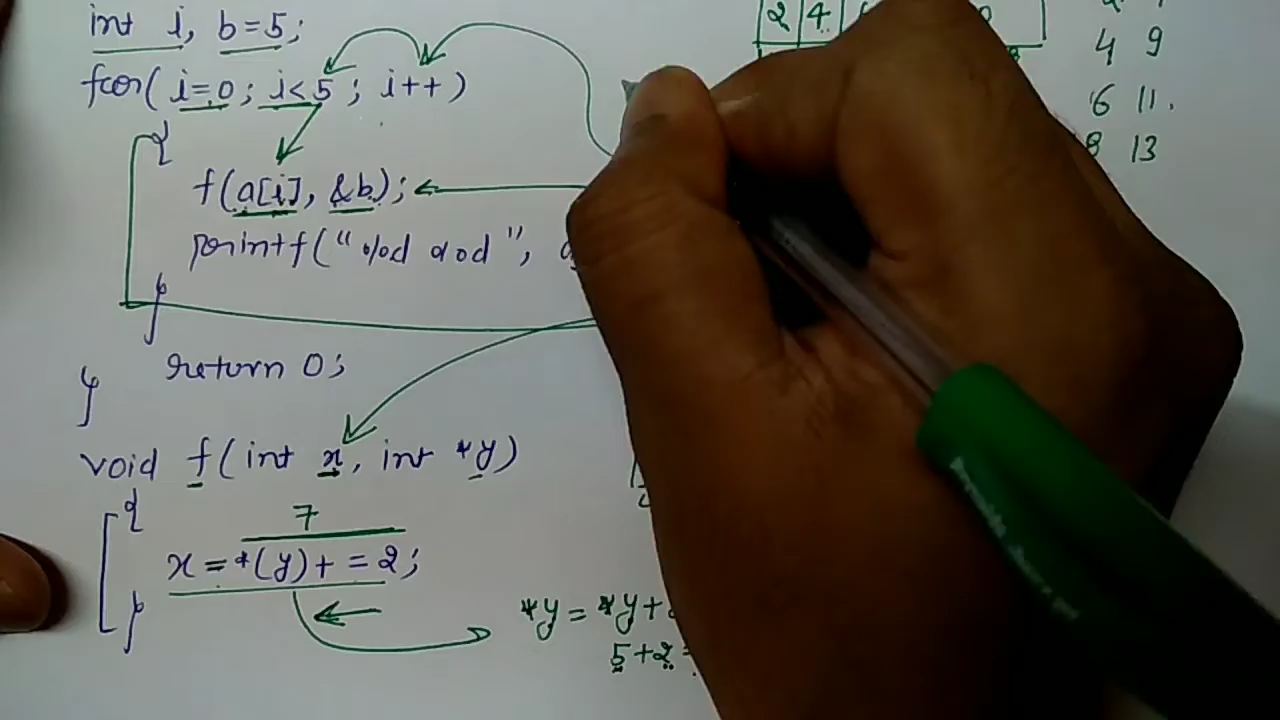 int i, b=5;
for(i=0; i<5; i++)
{
f(a[i], &b);
printf("%d %d",
}
return 0;
}
void f(int x, int *y)
{
7
x=*(y)+=2;
}
*y=*y+
5+2=
2 4
4 9
6 11.
8 13